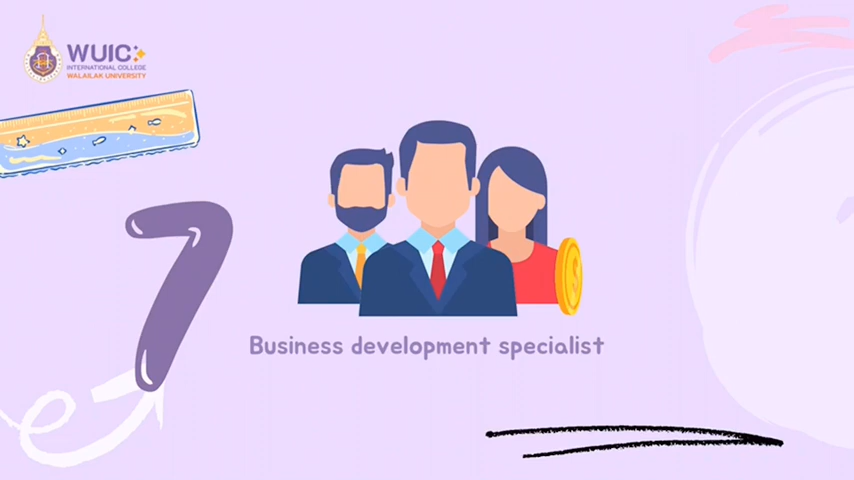 WUIC
INTERNATIONAL COLLEGE
WALAILAK UNIVERSITY
7
$
Business development specialist